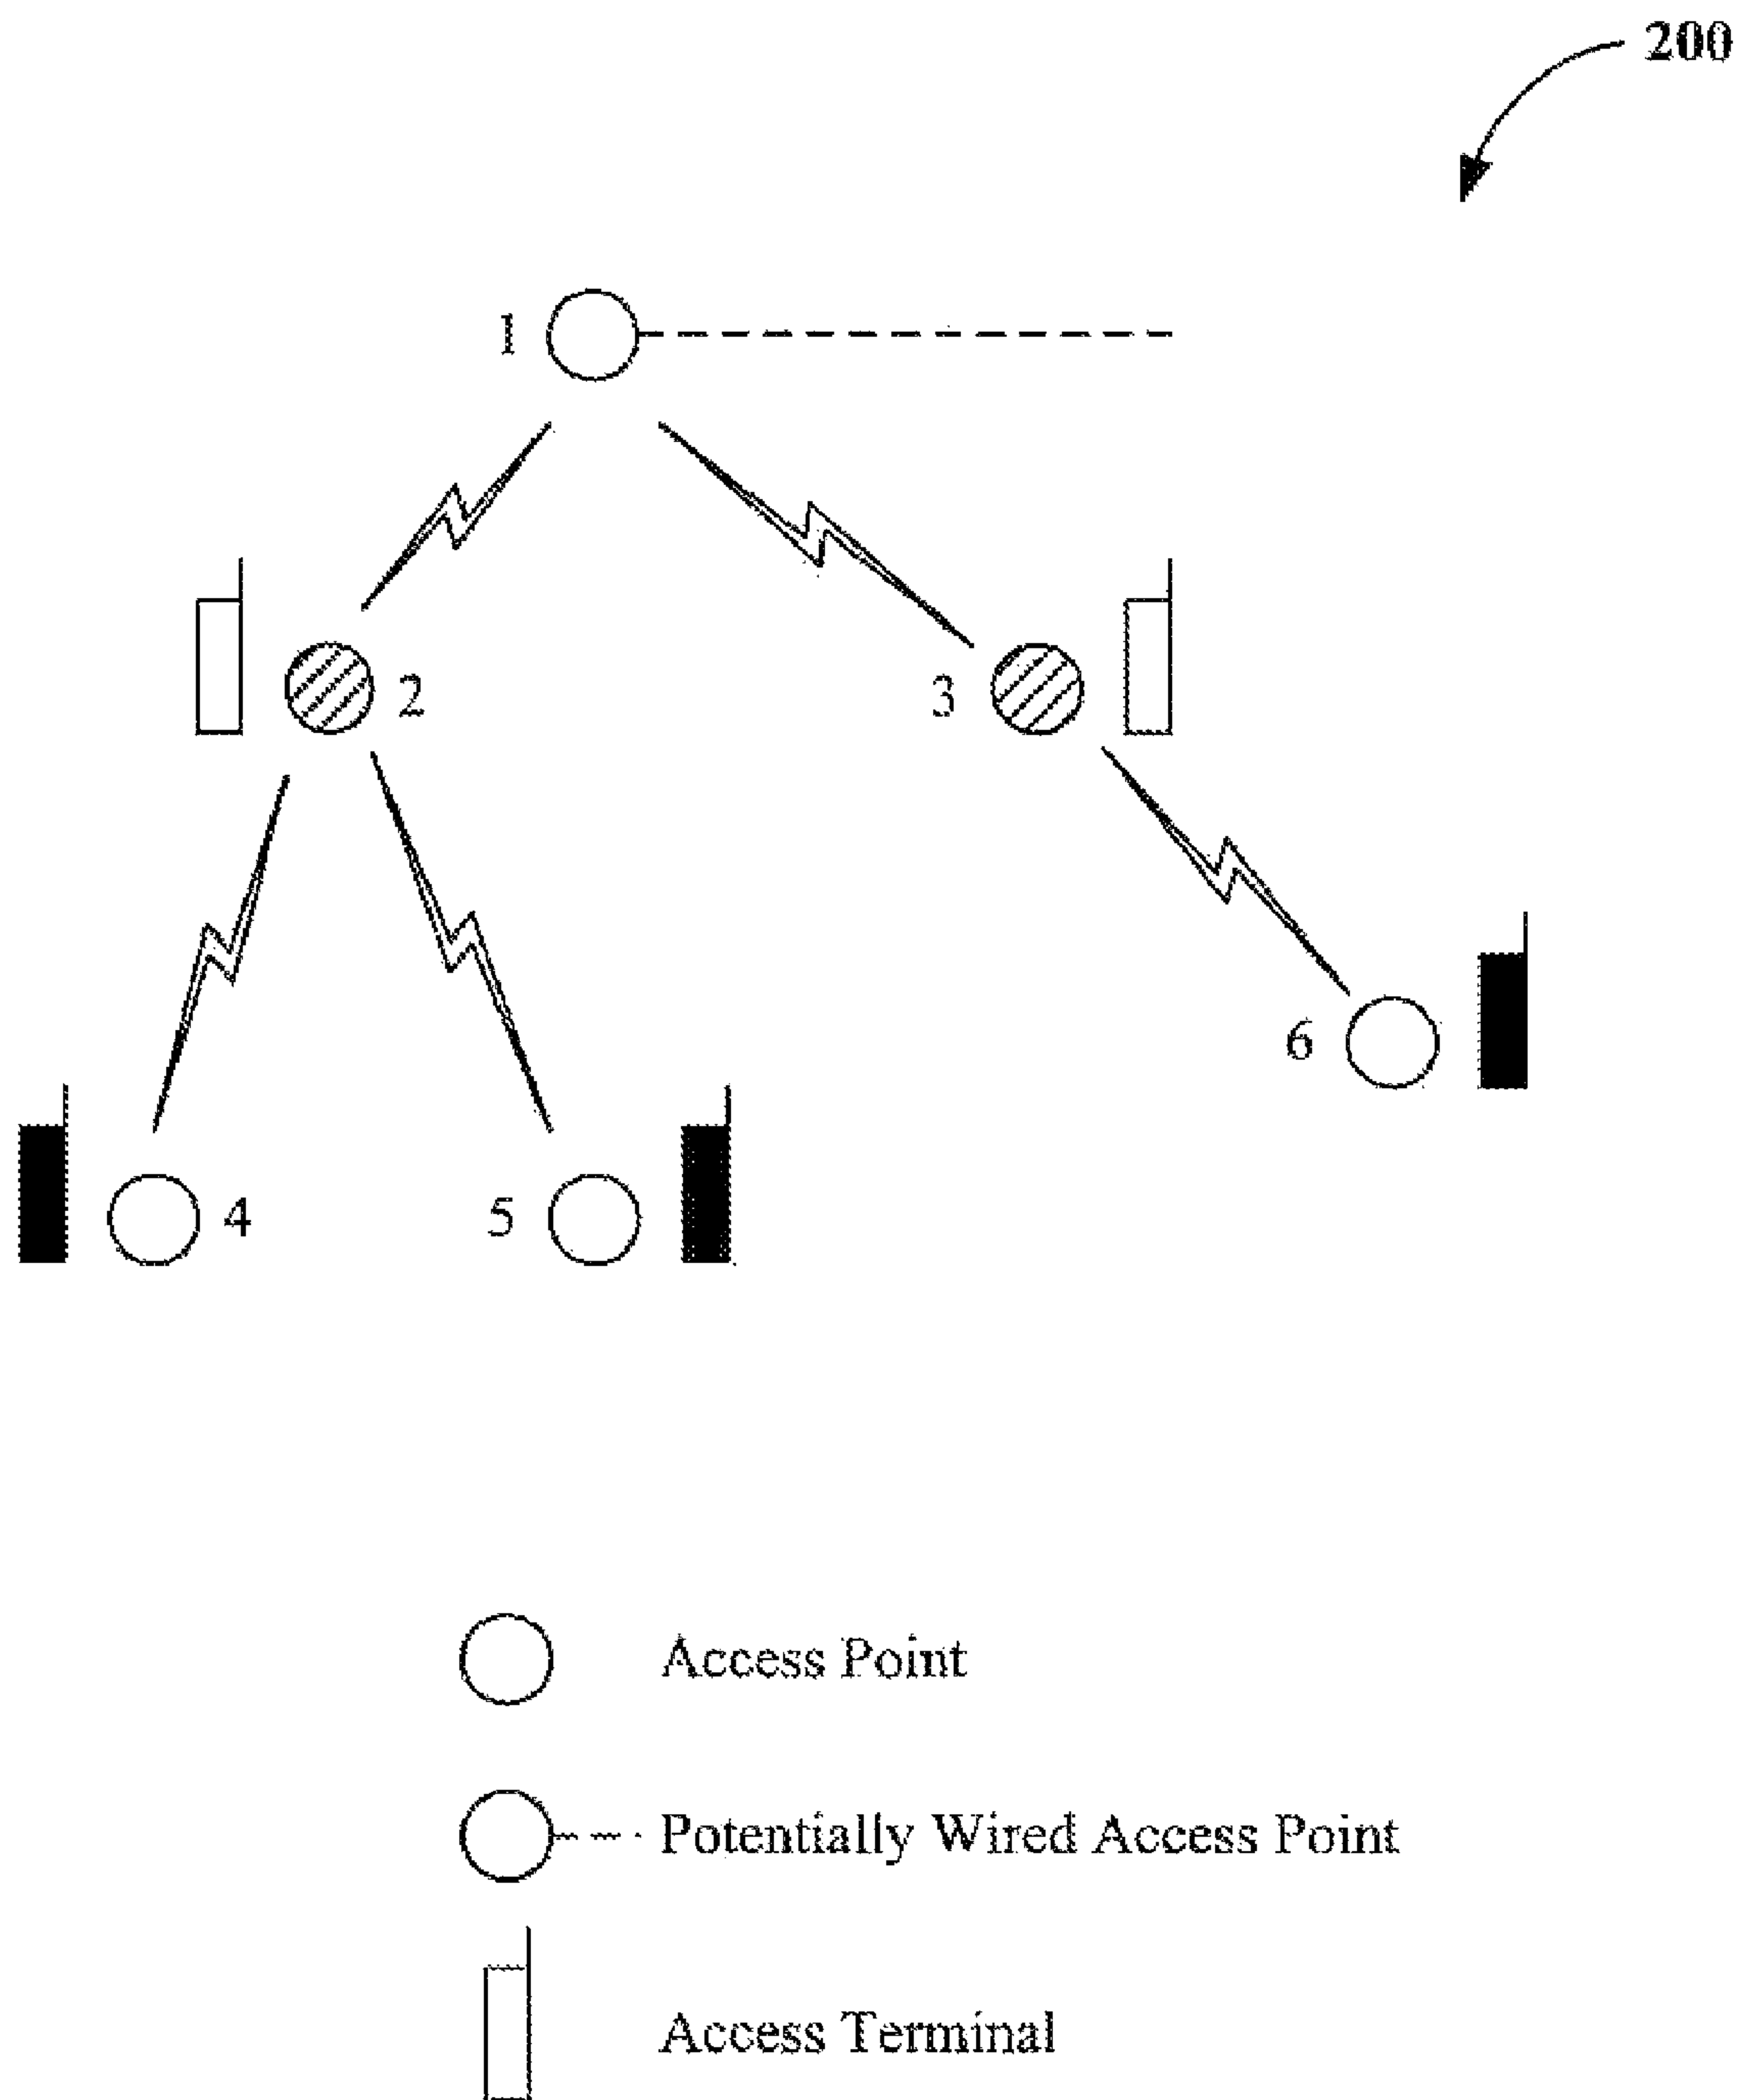 200
1
2
3
6
4
5
Access Point
Potentially Wired Access Point
Access Terminal